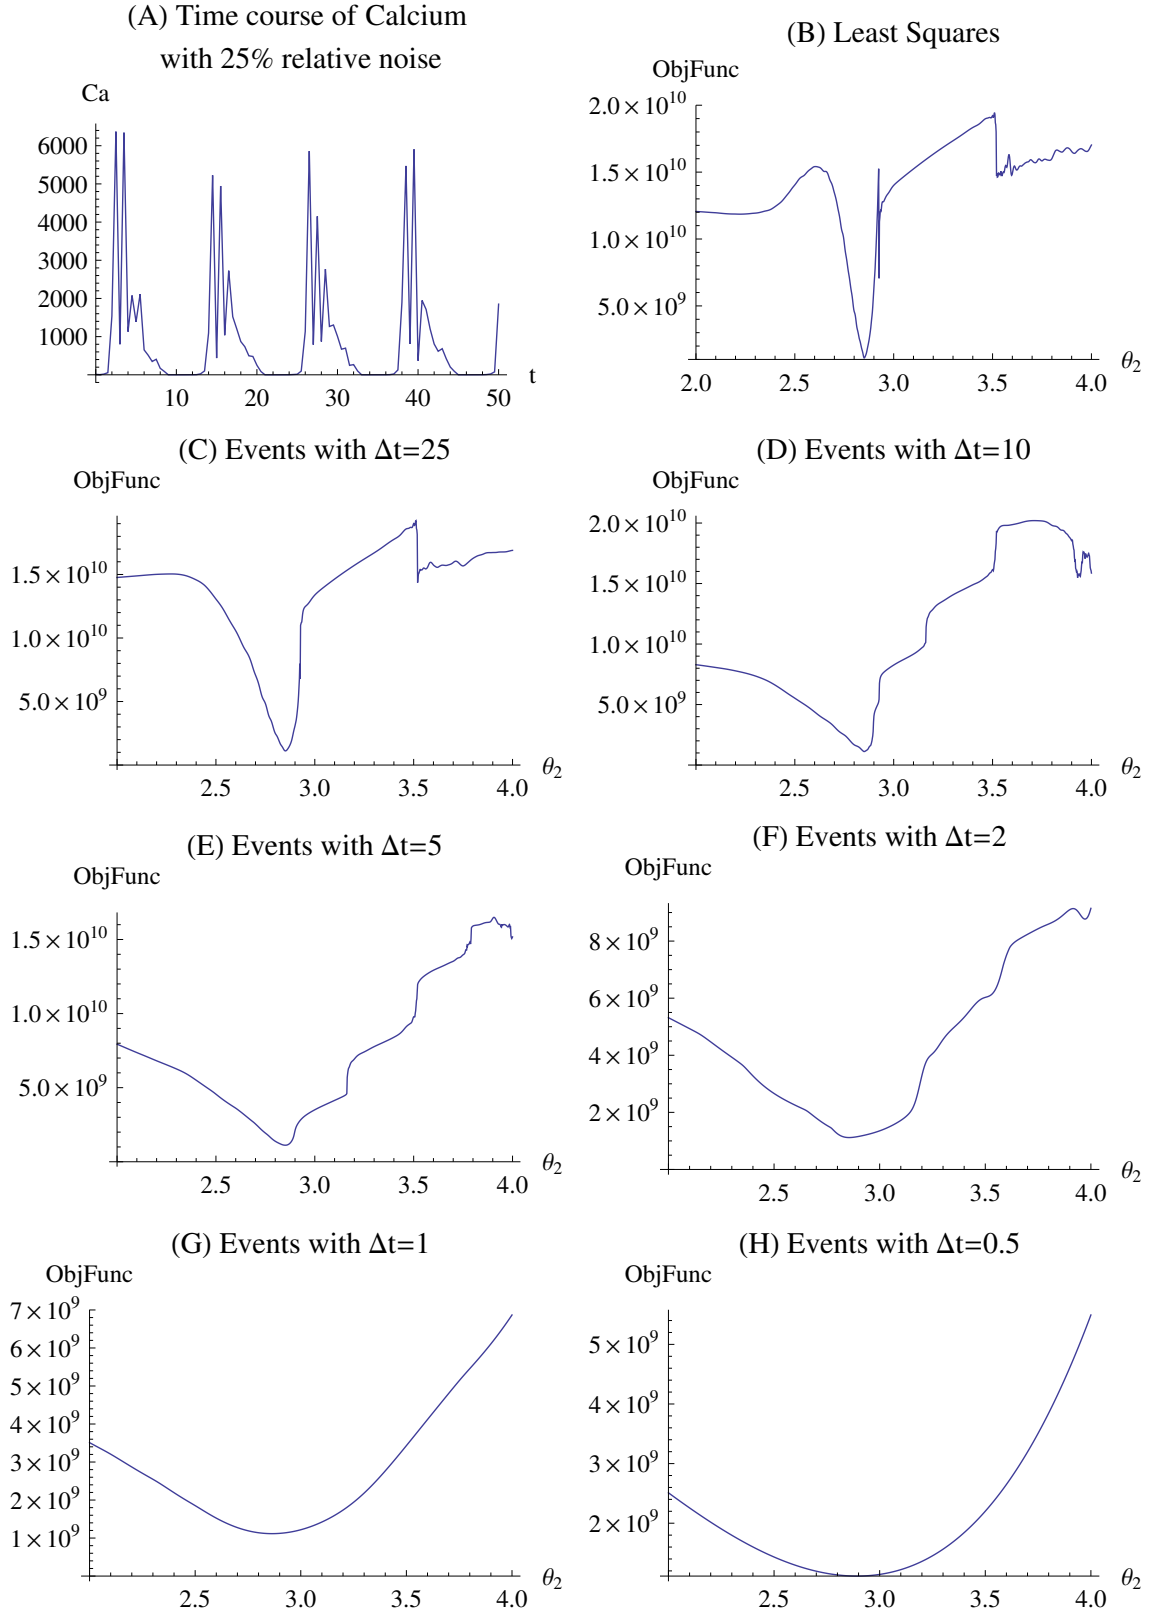 (A) Time course of Calcium
with 25% relative noise
Ca
6000
5000
4000
3000
2000
1000
10 20 30 40 50
t
(B) Least Squares
ObjFunc
2.0×10¹⁰
1.5×10¹⁰
1.0×10¹⁰
5.0×10⁹
2.0 2.5 3.0 3.5 4.0
θ₂
(C) Events with Δt=25
ObjFunc
1.5×10¹⁰
1.0×10¹⁰
5.0×10⁹
2.5 3.0 3.5 4.0
θ₂
(D) Events with Δt=10
ObjFunc
2.0×10¹⁰
1.5×10¹⁰
1.0×10¹⁰
5.0×10⁹
2.5 3.0 3.5 4.0
θ₂
(E) Events with Δt=5
ObjFunc
1.5×10¹⁰
1.0×10¹⁰
5.0×10⁹
2.5 3.0 3.5 4.0
θ₂
(F) Events with Δt=2
ObjFunc
8×10⁹
6×10⁹
4×10⁹
2×10⁹
2.5 3.0 3.5 4.0
θ₂
(G) Events with Δt=1
ObjFunc
7×10⁹
6×10⁹
5×10⁹
4×10⁹
3×10⁹
2×10⁹
1×10⁹
2.5 3.0 3.5 4.0
θ₂
(H) Events with Δt=0.5
ObjFunc
5×10⁹
4×10⁹
3×10⁹
2×10⁹
2.5 3.0 3.5 4.0
θ₂